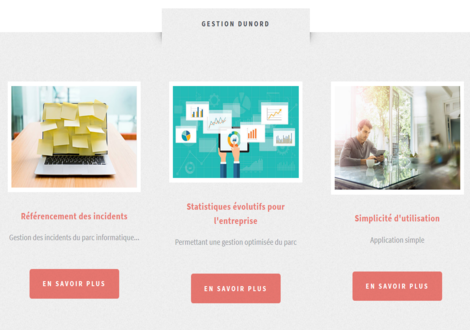 GESTION DUNORD
Référencement des incidents
Gestion des incidents du parc informatique...
EN SAVOIR PLUS
Statistiques évolutifs pour
l'entreprise
Permettant une gestion optimisée du parc
EN SAVOIR PLUS
Simplicité d'utilisation
Application simple
EN SAVOIR PLUS